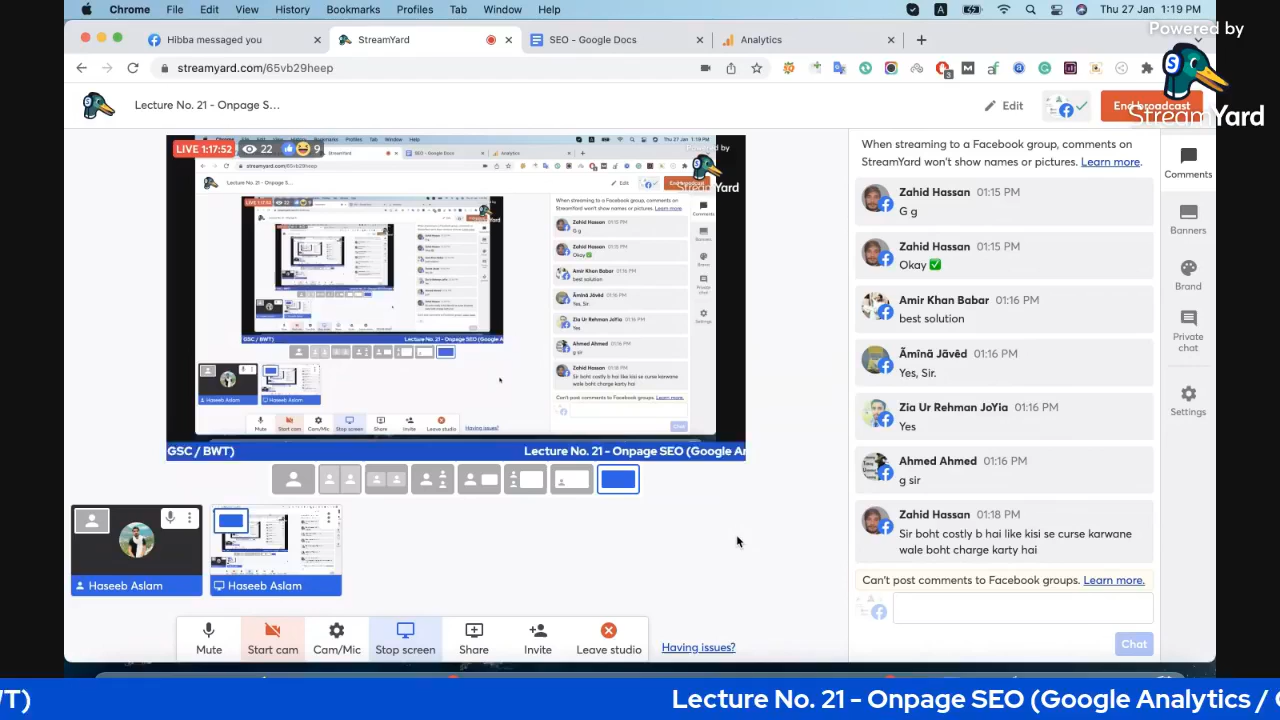 Chrome File Edit View History Bookmarks Profiles Tab Window Help
A
Thu 27 Jan 1:19 PM
Powered by
StreamYard
Hibba messaged you
StreamYard
SEO - Google Docs
Analytics
streamyard.com/65vb29heep
3
Lecture No. 21 - Onpage S...
Edit
End broadcast
LIVE 1:17:52 22 9
StreamYard won't show names or pictures. Learn more.
Comments
Banners
Brand
Private
chat
Settings
Zahid Hassan 01:15 PM
G g
Zahid Hassan 01:15 PM
Okay ✅
Amir Khan Babar 01:16 PM
best solution
Āmīnā Jāvēd 01:16 PM
Yes, Sir.
Zia Ur Rehman JoYia 01:16 PM
Yes
Ahmed Ahmed 01:16 PM
g sir
Zahid Hassan 01:18 PM
Sir boht costly b hai like kisi se curse karwane
wale boht charge karty hai
Can't post comments to Facebook groups. Learn more.
Chat
GSC / BWT)
Lecture No. 21 - Onpage SEO (Google A
Haseeb Aslam
Haseeb Aslam
Mute
Start cam
Cam/Mic
Stop screen
Share
Invite
Leave studio
Having issues?
WT)
Lecture No. 21 - Onpage SEO (Google Analytics /